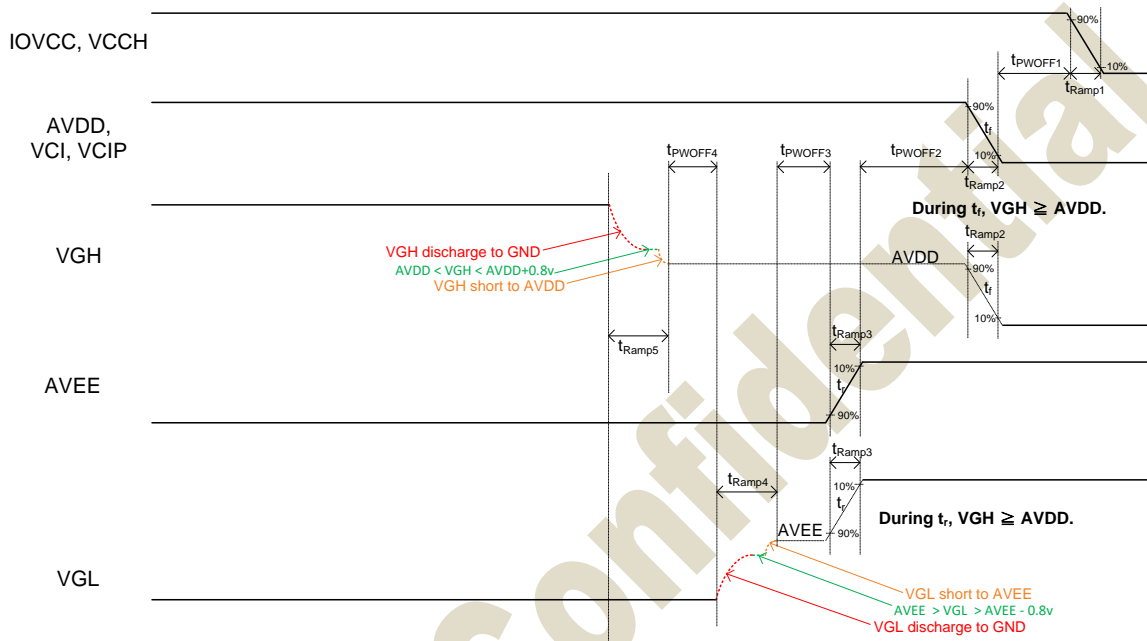 IOVCC, VCCH
90%
10%
tPWOFF1
tRamp1
AVDD,
VCI, VCIP
90%
tf
10%
tPWOFF4
tPWOFF3
tPWOFF2
tRamp2
During tf, VGH ≧ AVDD.
VGH
VGH discharge to GND
AVDD < VGH < AVDD+0.8v
VGH short to AVDD
AVDD
tRamp2
90%
tf
10%
tRamp5
tRamp3
AVEE
10%
tr
90%
tRamp3
tRamp4
10%
tr
90%
AVEE
During tr, VGH ≧ AVDD.
VGL
VGL short to AVEE
AVEE > VGL > AVEE - 0.8v
VGL discharge to GND
Confidential